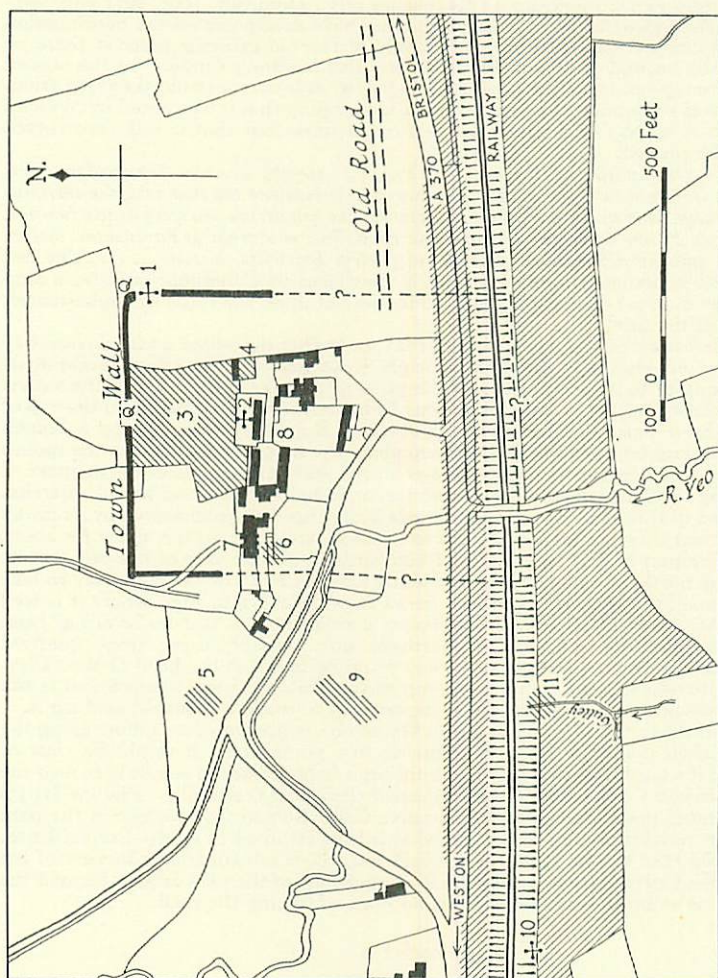 N.
Old Road
BRISTOL
A 370
RAILWAY
Town Wall
Q
Q
1
2
3
4
5
6
7
8
9
10
11
?
?
?
100 0 500 Feet
R. Yeo
Gulley
WESTON